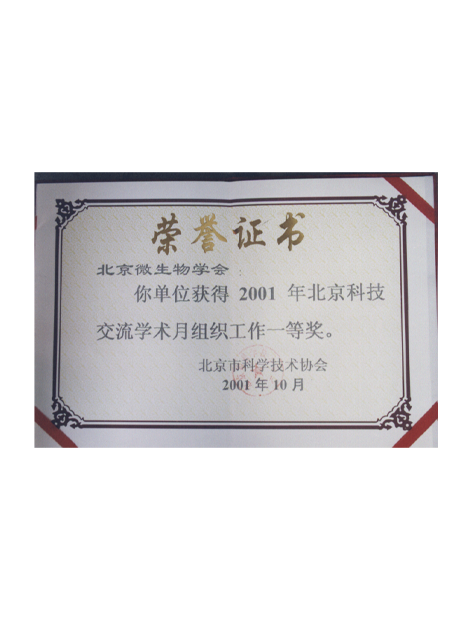 荣誉证书
北京微生物学会：
你单位获得 2001 年北京科技
交流学术月组织工作一等奖。
北京市科学技术协会
2001 年 10 月